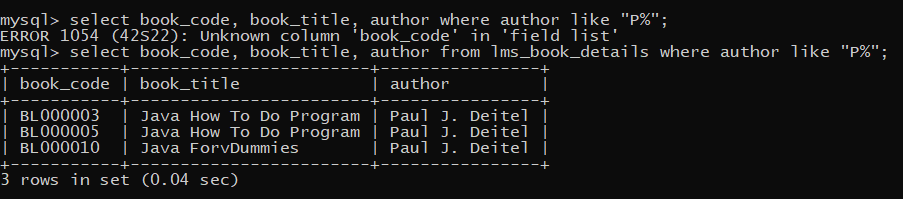 mysql> select book_code, book_title, author where author like "P%";
ERROR 1054 (42S22): Unknown column 'book_code' in 'field list'
mysql> select book_code, book_title, author from lms_book_details where author like "P%";
+-----------+------------------------+----------------+
| book_code | book_title             | author         |
+-----------+------------------------+----------------+
| BL000003  | Java How To Do Program | Paul J. Deitel |
| BL000005  | Java How To Do Program | Paul J. Deitel |
| BL000010  | Java ForvDummies       | Paul J. Deitel |
+-----------+------------------------+----------------+
3 rows in set (0.04 sec)